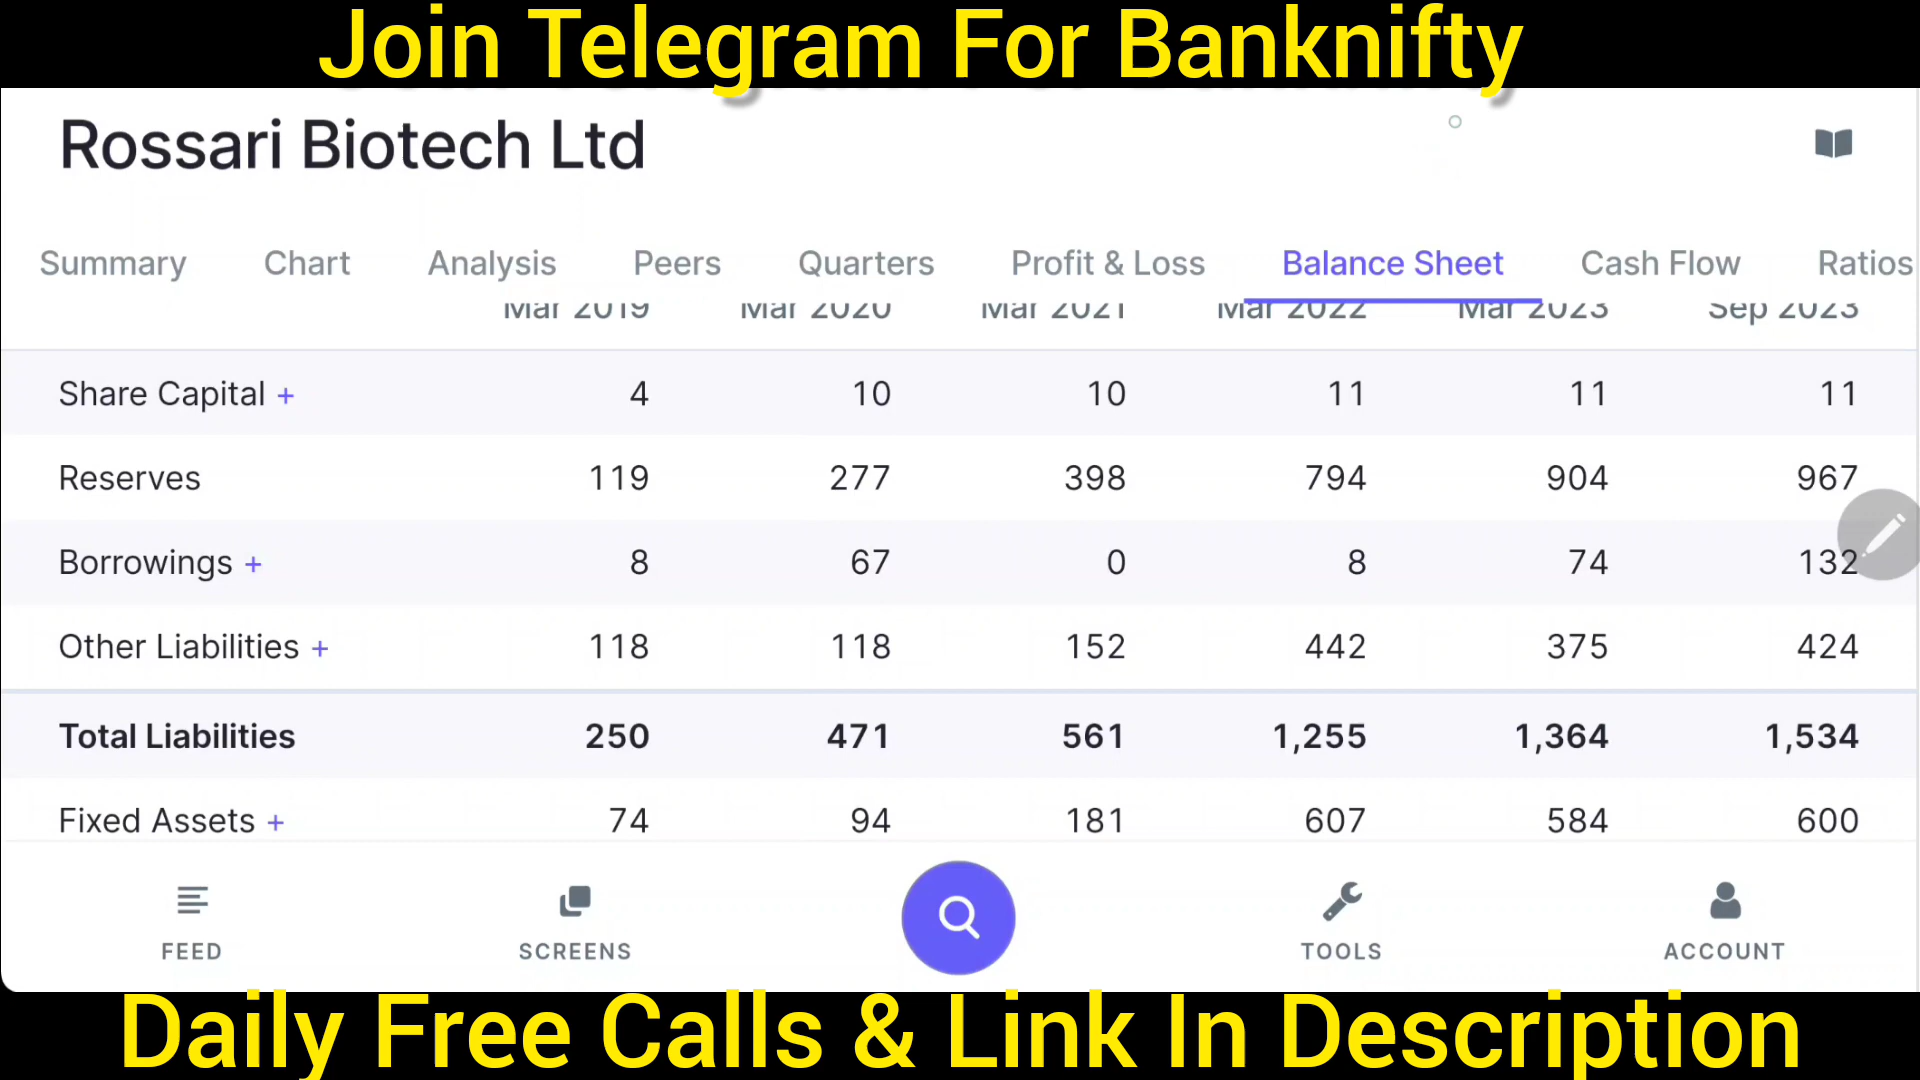 Join Telegram For Banknifty
Rossari Biotech Ltd
Summary Chart Analysis Peers Quarters Profit & Loss Balance Sheet Cash Flow Ratios
Mar 2019 Mar 2020 Mar 2021 Mar 2022 Mar 2023 Sep 2023
Share Capital + 4 10 10 11 11 11
Reserves 119 277 398 794 904 967
Borrowings + 8 67 0 8 74 132
Other Liabilities + 118 118 152 442 375 424
Total Liabilities 250 471 561 1,255 1,364 1,534
Fixed Assets + 74 94 181 607 584 600
FEED SCREENS TOOLS ACCOUNT
Daily Free Calls & Link In Description